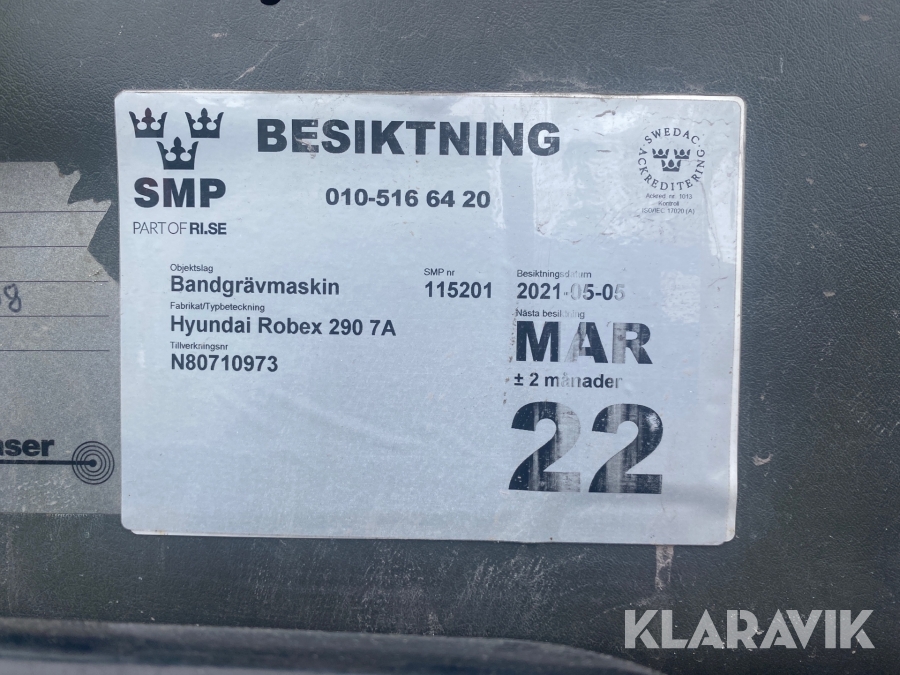 BESIKTNING
SMP
PART OF RI.SE
010-516 64 20
SWEDAC
ACKREDITERING
Ackred. nr. 1013
Kontroll
ISO/IEC 17020 (A)
Objektslag
Bandgrävmaskin
SMP nr
115201
Besiktningsdatum
2021-05-05
Fabrikat/Typbeteckning
Hyundai Robex 290 7A
Nästa besiktning
MAR
± 2 månader
22
Tillverkningsnr
N80710973
8
aser
KLARAVIK